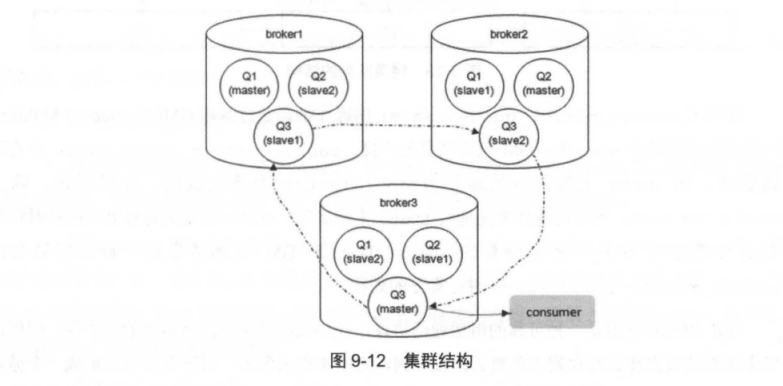 broker1
Q1
(master)
Q2
(slave2)
Q3
(slave1)
broker2
Q1
(slave1)
Q2
(master)
Q3
(slave2)
broker3
Q1
(slave2)
Q2
(slave1)
Q3
(master)
consumer
图 9-12 集群结构